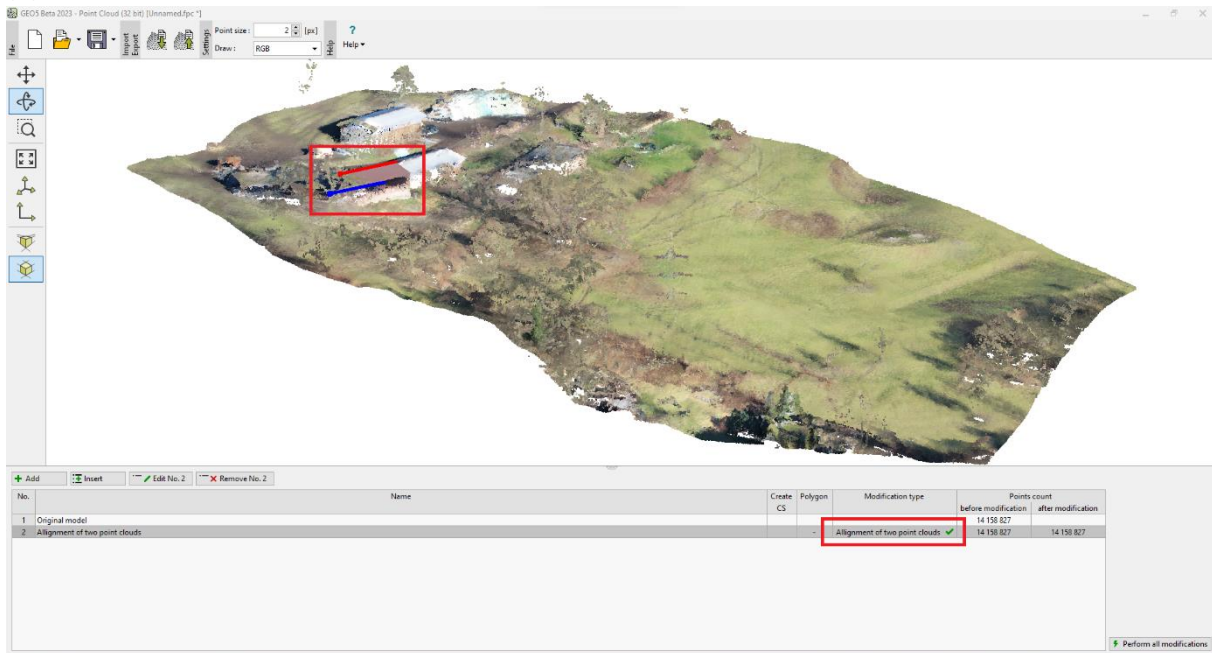 GEO5 Beta 2023 - Point Cloud (32 bit) [Unnamed.fpc *]
File
Import
Export
Settings
Point size :
2
[px]
Draw :
RGB
Help
?
Help
+ Add
Insert
Edit No. 2
Remove No. 2
No.
Name
Create
CS
Polygon
Modification type
Points count
before modification
after modification
1 Original model 14 158 827
2 Allignment of two point clouds - Allignment of two point clouds 14 158 827 14 158 827
Perform all modifications